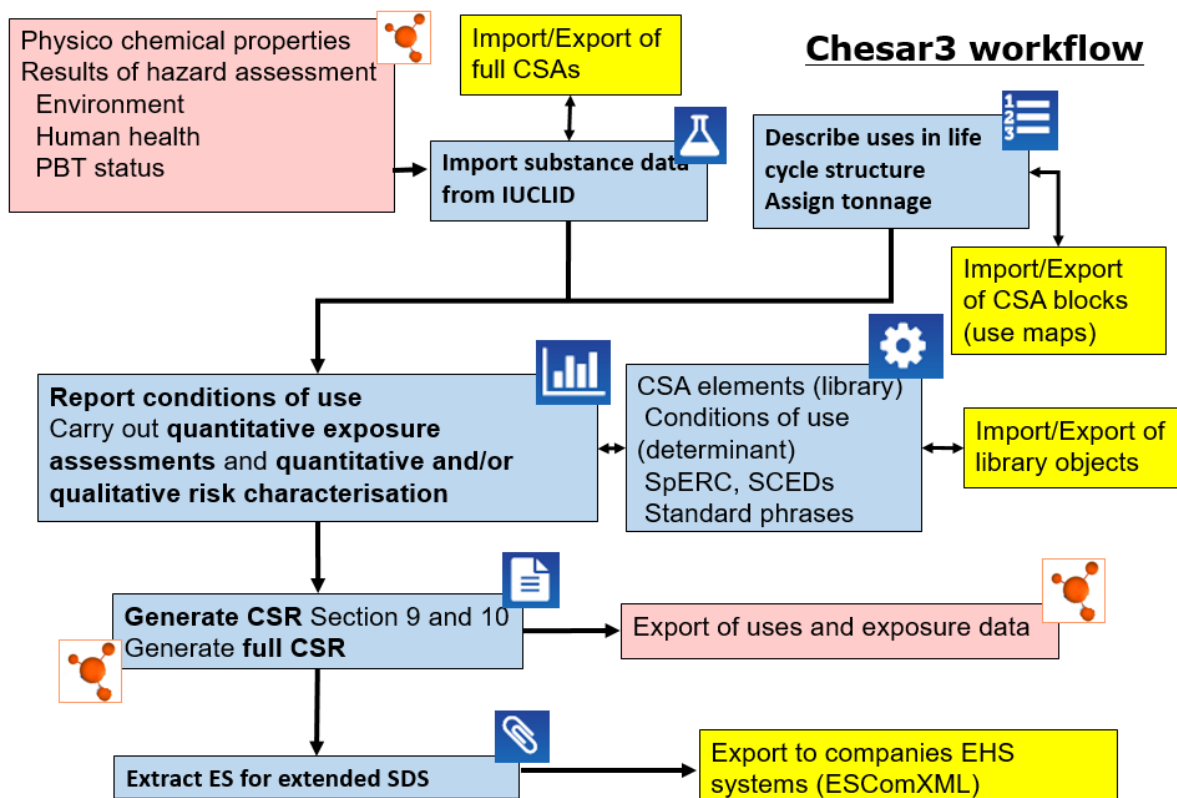 Chesar3 workflow
Physico chemical properties
Results of hazard assessment
Environment
Human health
PBT status
Import/Export of
full CSAs
Import substance data
from IUCLID
1
2
3
Describe uses in life
cycle structure
Assign tonnage
Import/Export
of CSA blocks
(use maps)
Report conditions of use
Carry out quantitative exposure
assessments and quantitative and/or
qualitative risk characterisation
CSA elements (library)
Conditions of use
(determinant)
SpERC, SCEDs
Standard phrases
Import/Export of
library objects
Generate CSR Section 9 and 10
Generate full CSR
Export of uses and exposure data
Extract ES for extended SDS
Export to companies EHS
systems (ESComXML)